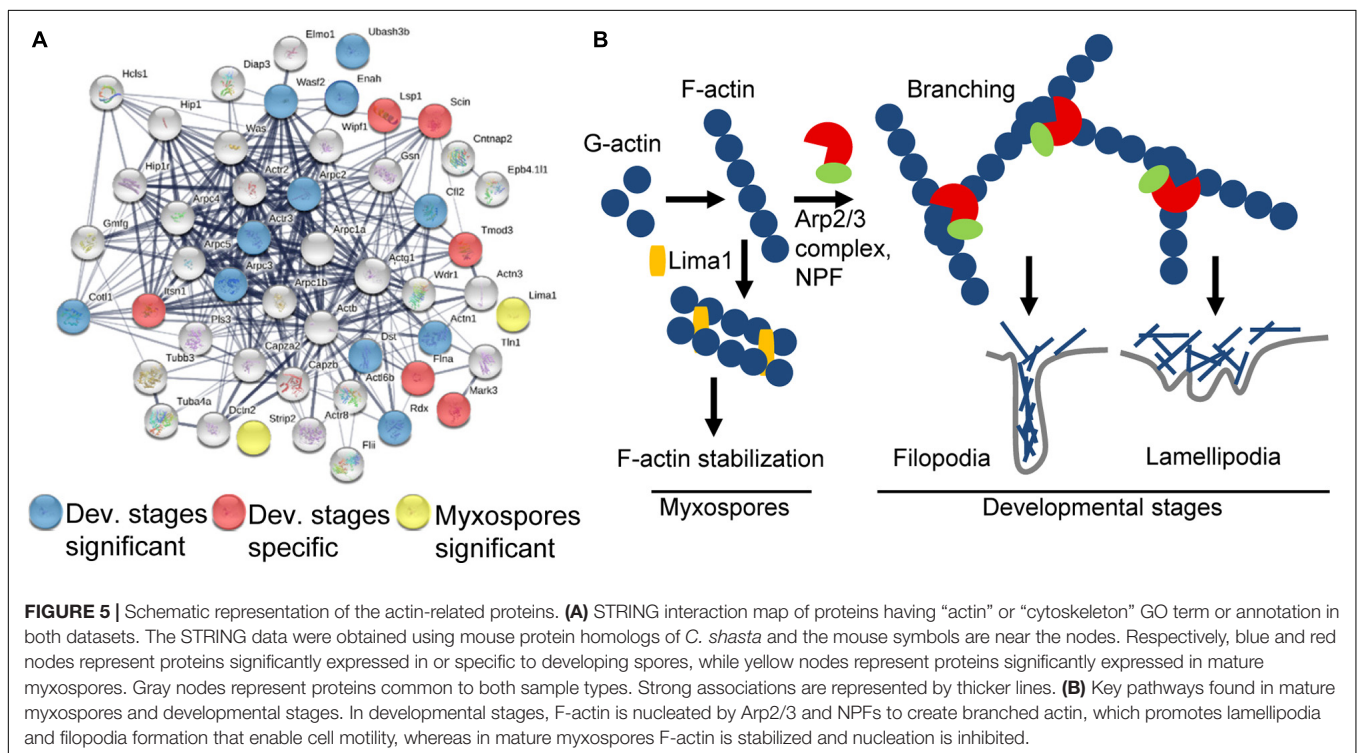 A
Elmo1
Ubash3b
Diap3
Wasf2
Enah
Hcls1
Hip1
Lsp1
Scin
Was
Wipf1
Cntnap2
Hip1r
Actr2
Arpc2
Gsn
Epb4.1l1
Arpc4
Cfl2
Gmfg
Actr3
Arpc1a
Tmod3
Arpc5
Actg1
Arpc3
Wdr1
Actn3
Cotl1
Itsn1
Arpc1b
Lima1
Pls3
Actb
Actn1
Dst
Tln1
Tubb3
Capza2
Flna
Capzb
Actl6b
Mark3
Tuba4a
Dctn2
Strip2
Actr8
Rdx
Flii
Dev. stages
significant
Dev. stages
specific
Myxospores
significant
B
G-actin
F-actin
Branching
Arp2/3
complex,
NPF
Lima1
F-actin stabilization
Myxospores
Filopodia
Lamellipodia
Developmental stages
FIGURE 5 | Schematic representation of the actin-related proteins. (A) STRING interaction map of proteins having “actin” or “cytoskeleton” GO term or annotation in
both datasets. The STRING data were obtained using mouse protein homologs of C. shasta and the mouse symbols are near the nodes. Respectively, blue and red
nodes represent proteins significantly expressed in or specific to developing spores, while yellow nodes represent proteins significantly expressed in mature
myxospores. Gray nodes represent proteins common to both sample types. Strong associations are represented by thicker lines. (B) Key pathways found in mature
myxospores and developmental stages. In developmental stages, F-actin is nucleated by Arp2/3 and NPFs to create branched actin, which promotes lamellipodia
and filopodia formation that enable cell motility, whereas in mature myxospores F-actin is stabilized and nucleation is inhibited.